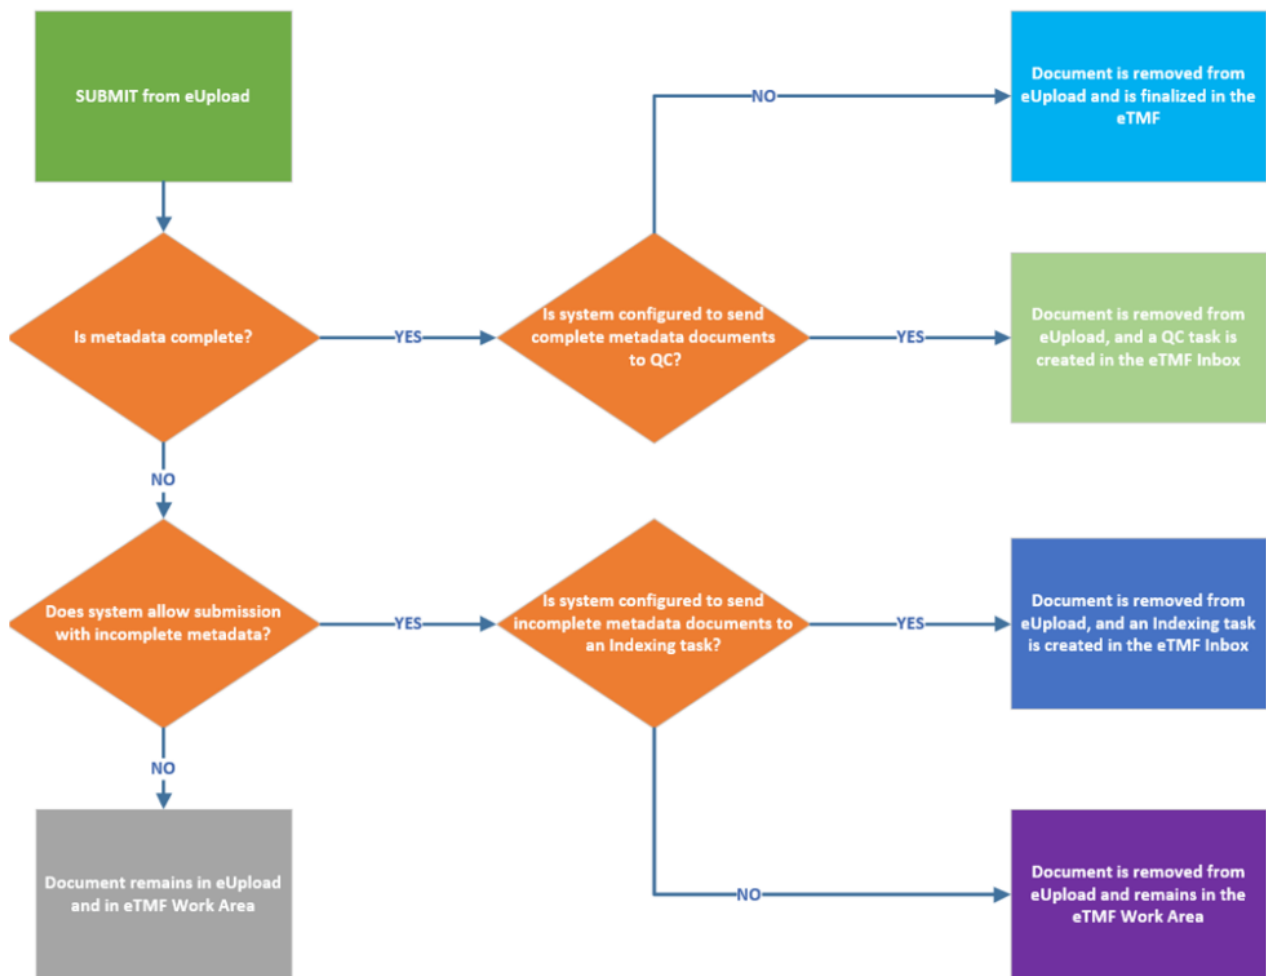 SUBMIT from eUpload
NO
Document is removed from
eUpload and is finalized in the
eTMF
Is metadata complete?
YES
Is system configured to send
complete metadata documents
to QC?
YES
Document is removed from
eUpload, and a QC task is
created in the eTMF Inbox
NO
Does system allow submission
with incomplete metadata?
YES
Is system configured to send
incomplete metadata documents to
an Indexing task?
YES
Document is removed from
eUpload, and an Indexing task
is created in the eTMF Inbox
NO
Document remains in eUpload
and in eTMF Work Area
NO
Document is removed from
eUpload and remains in the
eTMF Work Area